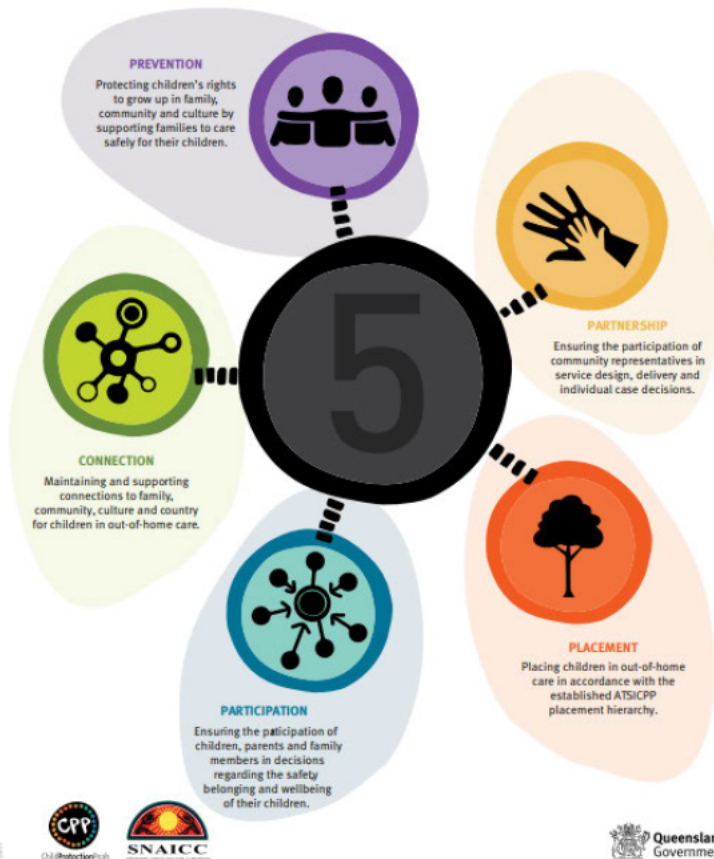 PREVENTION
Protecting children's rights
to grow up in family,
community and culture by
supporting families to care
safely for their children.
PARTNERSHIP
Ensuring the participation of
community representatives in
service design, delivery and
individual case decisions.
5
CONNECTION
Maintaining and supporting
connections to family,
community, culture and country
for children in out-of-home care.
PLACEMENT
Placing children in out-of-home
care in accordance with the
established ATSICPP
placement hierarchy.
PARTICIPATION
Ensuring the paticipation of
children, parents and family
members in decisions
regarding the safety
belonging and wellbeing
of their children.
CPP
SNAICC
Queenslan
Governme